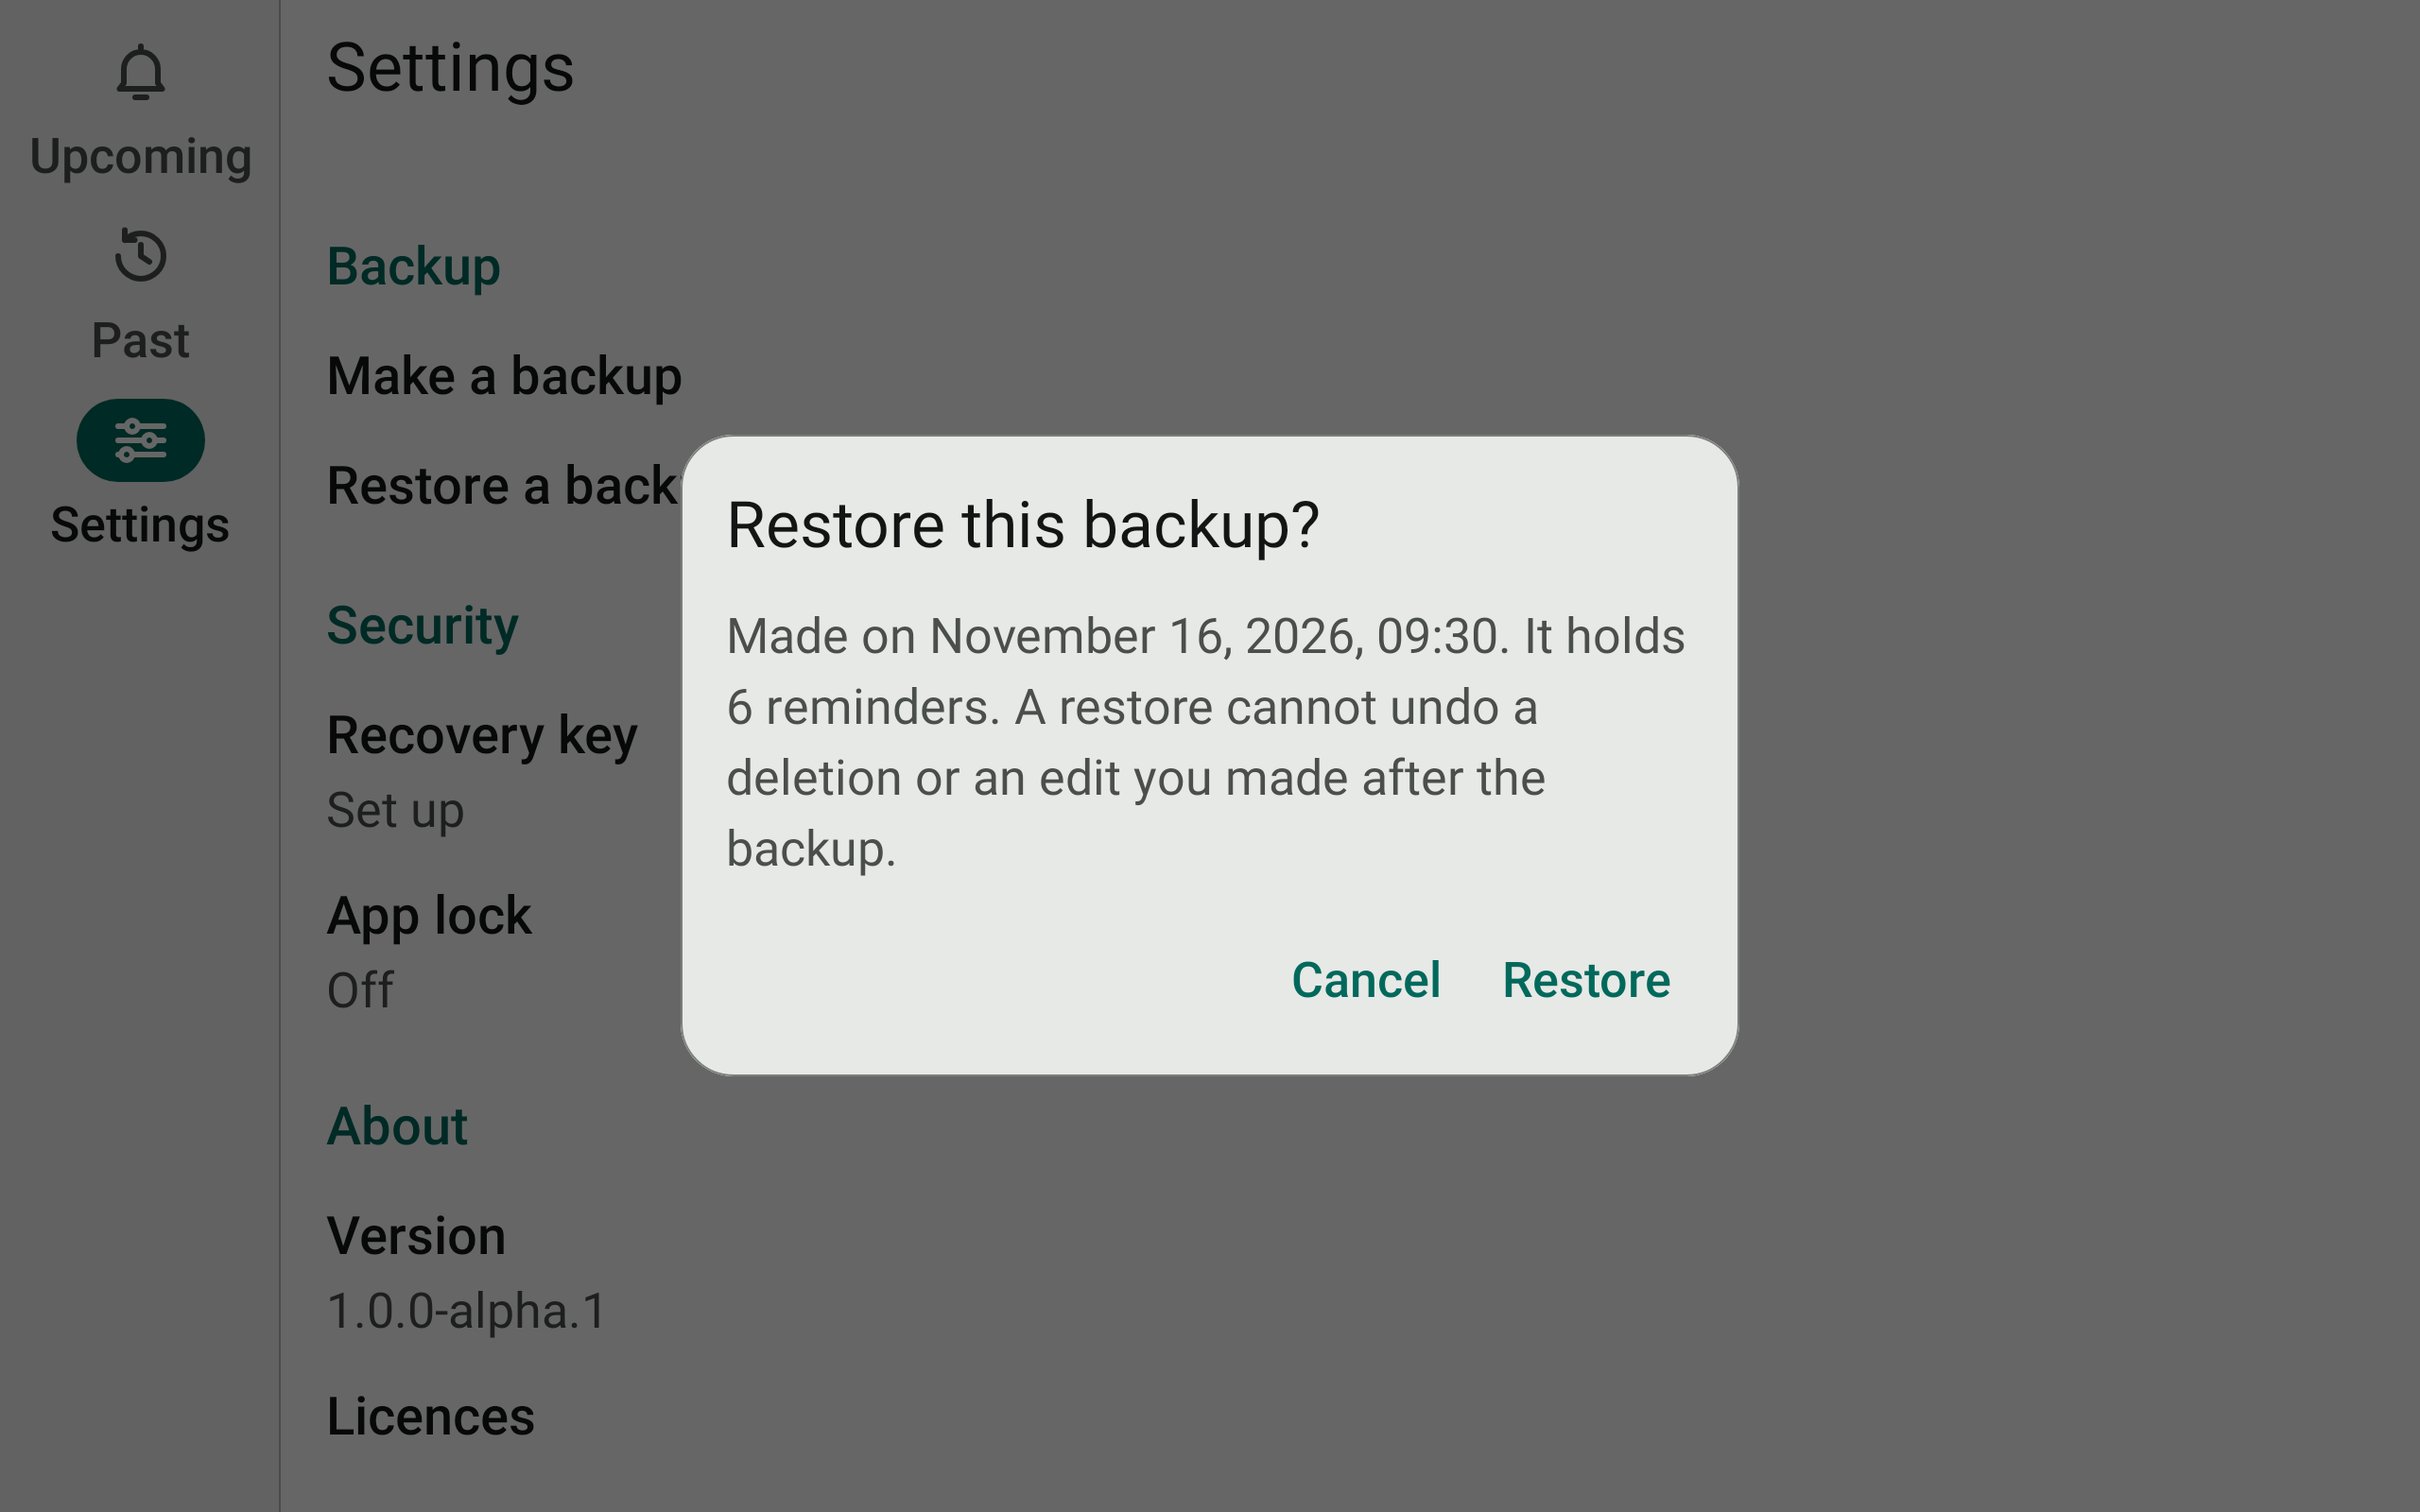 Upcoming
Past
Settings
Settings
Backup
Make a backup
Restore a back
Security
Recovery key
Set up
App lock
Off
About
Version
1.0.0-alpha.1
Licences
Restore this backup?
Made on November 16, 2026, 09:30. It holds
6 reminders. A restore cannot undo a
deletion or an edit you made after the
backup.
Cancel
Restore